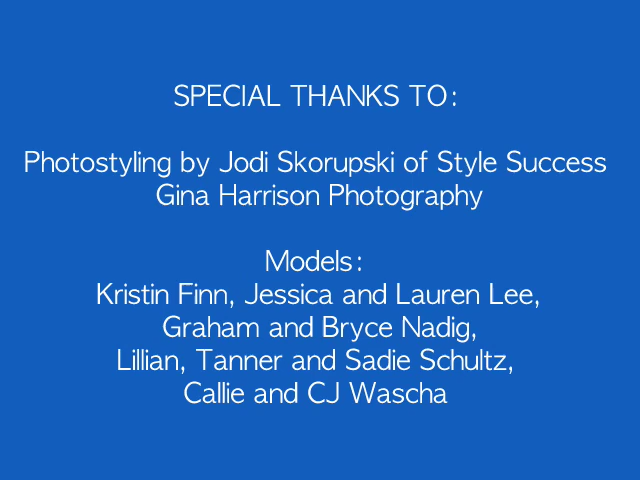 SPECIAL THANKS TO:
Photostyling by Jodi Skorupski of Style Success
Gina Harrison Photography
Models:
Kristin Finn, Jessica and Lauren Lee,
Graham and Bryce Nadig,
Lillian, Tanner and Sadie Schultz,
Callie and CJ Wascha